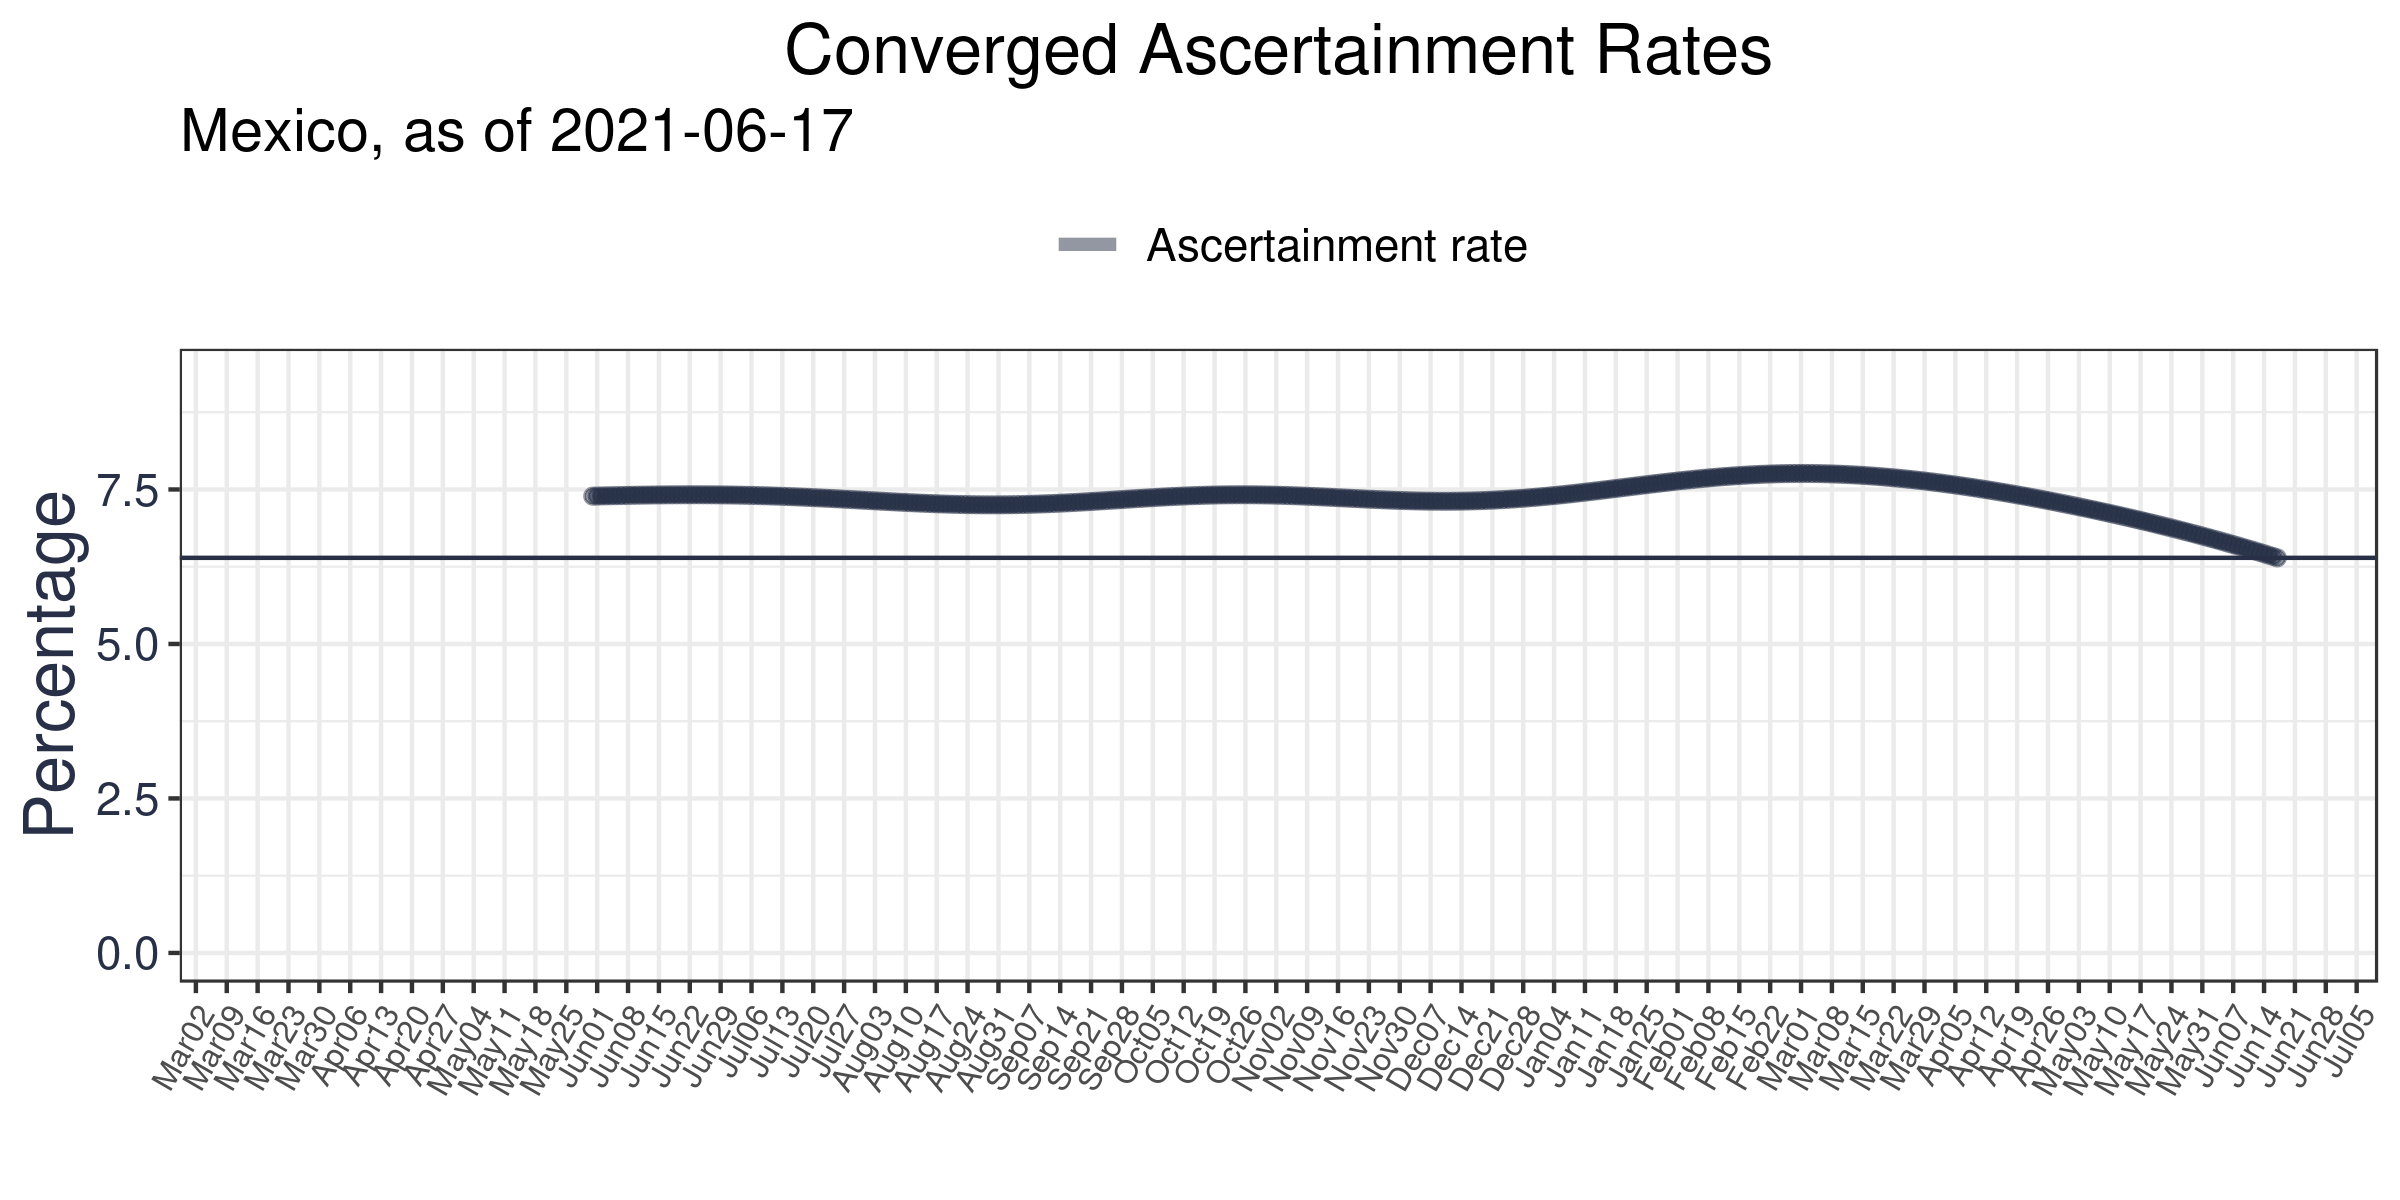 Converged Ascertainment Rates
Mexico, as of 2021-06-17
Ascertainment rate
Percentage
7.5
5.0
2.5
0.0
Mar02 Mar09 Mar16 Mar23 Mar30 Apr06 Apr13 Apr20 Apr27 May04 May11 May18 May25 Jun01 Jun08 Jun15 Jun22 Jun29 Jul06 Jul13 Jul20 Jul27 Aug03 Aug10 Aug17 Aug24 Aug31 Sep07 Sep14 Sep21 Sep28 Oct05 Oct12 Oct19 Oct26 Nov02 Nov09 Nov16 Nov23 Nov30 Dec07 Dec14 Dec21 Dec28 Jan04 Jan11 Jan18 Jan25 Feb01 Feb08 Feb15 Feb22 Mar01 Mar08 Mar15 Mar22 Mar29 Apr05 Apr12 Apr19 Apr26 May03 May10 May17 May24 May31 Jun07 Jun14 Jun21 Jun28 Jul05